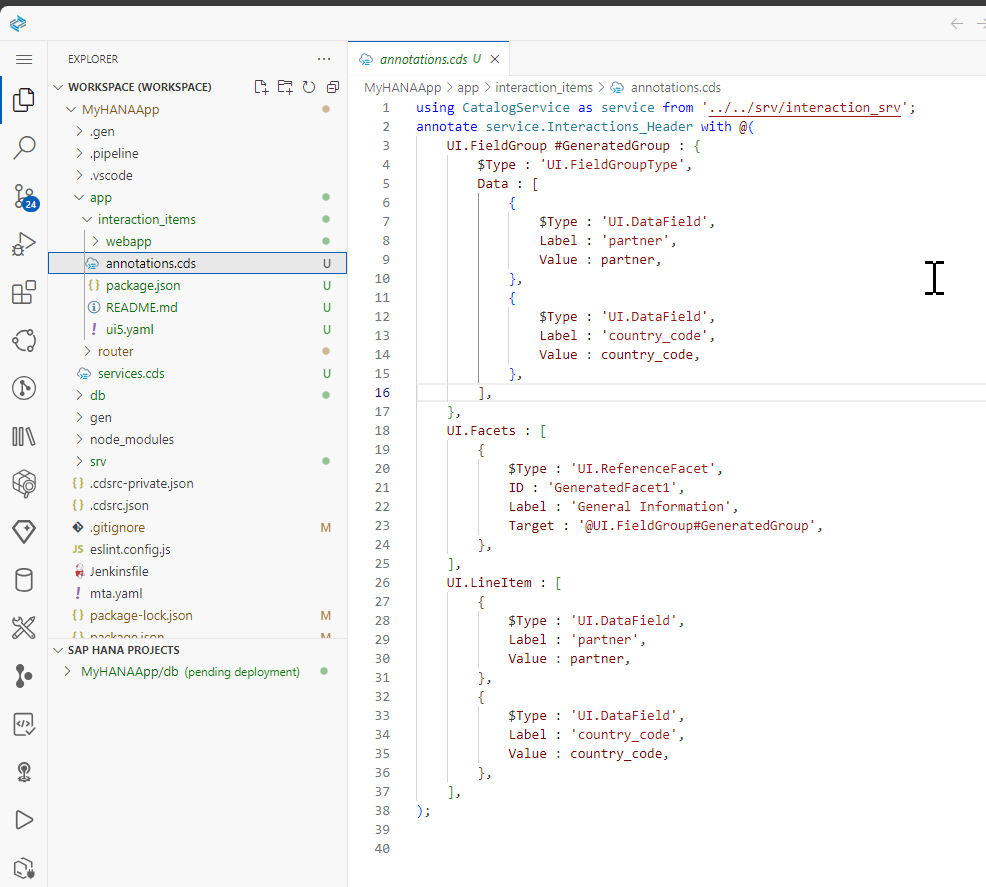 EXPLORER
WORKSPACE (WORKSPACE)
MyHANAApp
.gen
.pipeline
.vscode
app
interaction_items
webapp
annotations.cds U
package.json U
README.md U
ui5.yaml U
router
services.cds U
db
gen
node_modules
srv
.cdsrc-private.json
.cdsrc.json
.gitignore M
JS eslint.config.js
Jenkinsfile
mta.yaml
package-lock.json M
package.json M
SAP HANA PROJECTS
MyHANAApp/db (pending deployment)
24
annotations.cds U
MyHANAApp > app > interaction_items > annotations.cds
1 using CatalogService as service from '../../srv/interaction_srv';
2 annotate service.Interactions_Header with @(
3 UI.FieldGroup #GeneratedGroup : {
4 $Type : 'UI.FieldGroupType',
5 Data : [
6 {
7 $Type : 'UI.DataField',
8 Label : 'partner',
9 Value : partner,
10 },
11 {
12 $Type : 'UI.DataField',
13 Label : 'country_code',
14 Value : country_code,
15 },
16 ],
17 },
18 UI.Facets : [
19 {
20 $Type : 'UI.ReferenceFacet',
21 ID : 'GeneratedFacet1',
22 Label : 'General Information',
23 Target : '@UI.FieldGroup#GeneratedGroup',
24 },
25 ],
26 UI.LineItem : [
27 {
28 $Type : 'UI.DataField',
29 Label : 'partner',
30 Value : partner,
31 },
32 {
33 $Type : 'UI.DataField',
34 Label : 'country_code',
35 Value : country_code,
36 },
37 ],
38 );
39
40